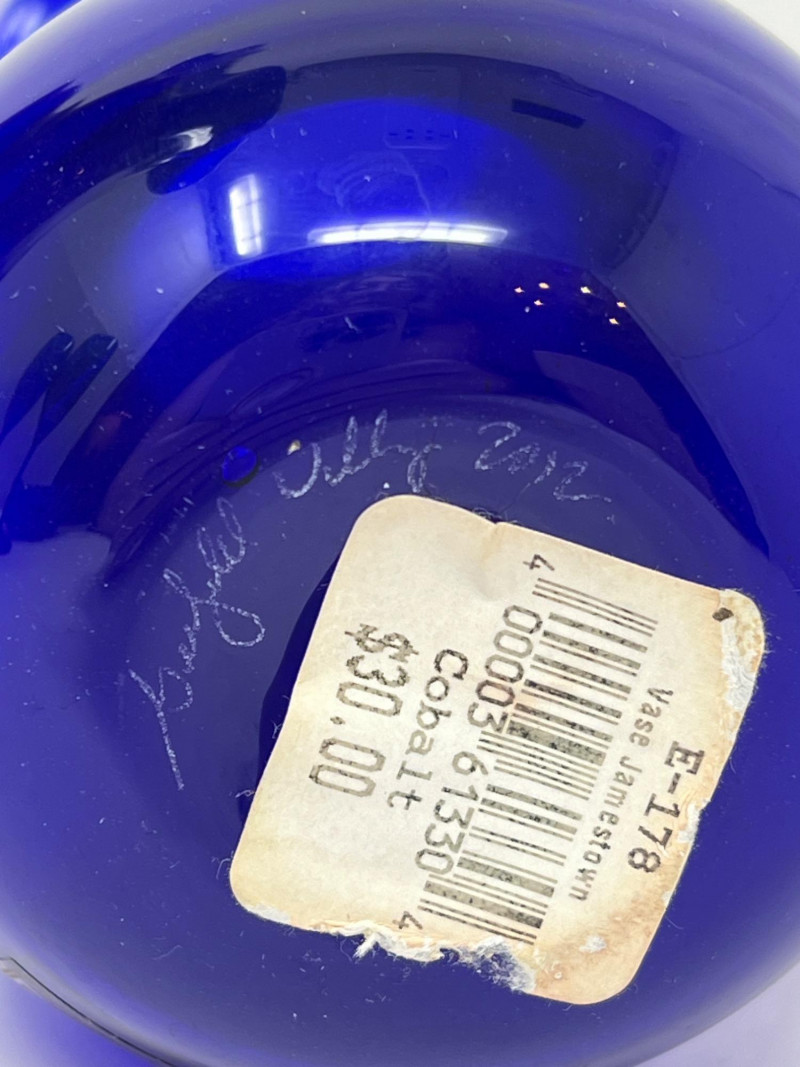 2012
E-178
Vase Jamestown
4 00003 61330 4
Cobalt
$30.00